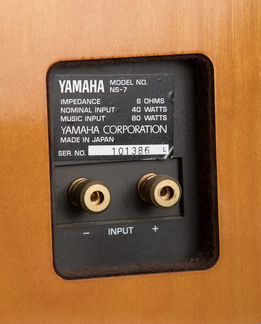 YAMAHA MODEL NO. NS-7
IMPEDANCE 6 OHMS
NOMINAL INPUT 40 WATTS
MUSIC INPUT 80 WATTS
YAMAHA CORPORATION
MADE IN JAPAN
SER NO. 101386 L
− INPUT +